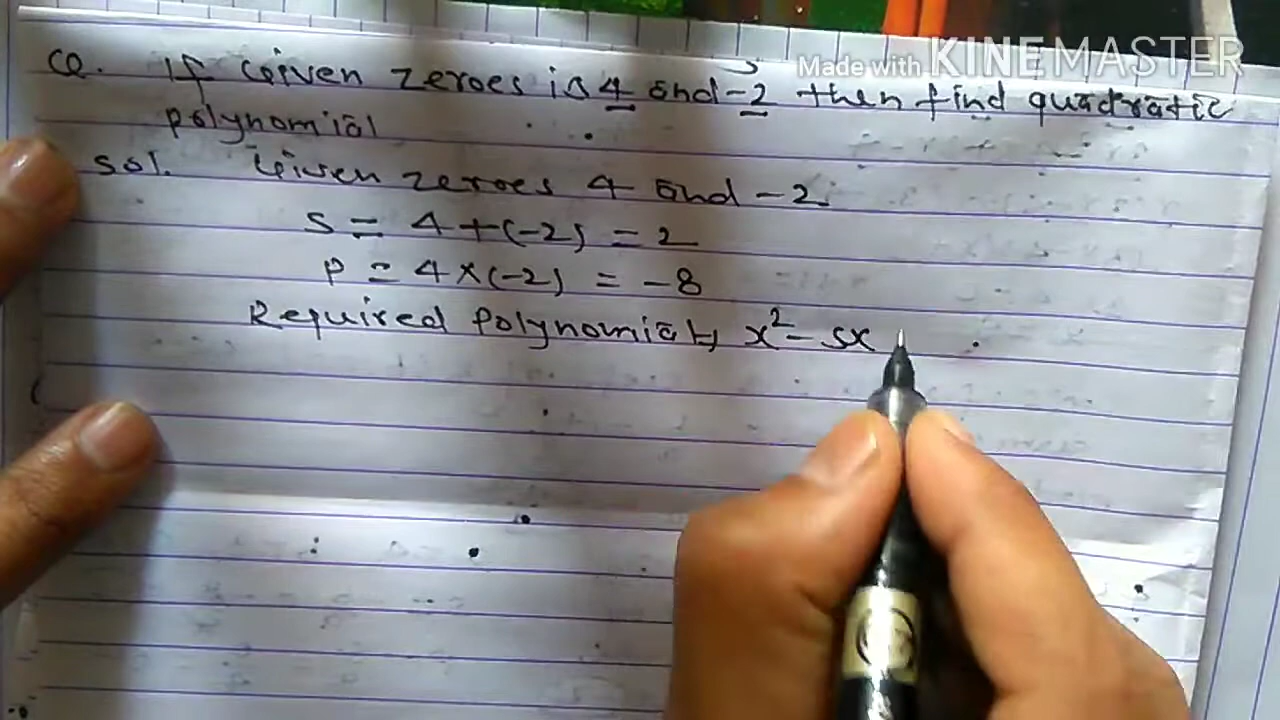 Made with KINEMASTER
Q. If Given zeroes is 4 and -2 then find quadratic
polynomial
Sol. Given zeroes 4 and -2
S = 4+(-2) = 2
P = 4×(-2) = -8
Required polynomial, x² - sx